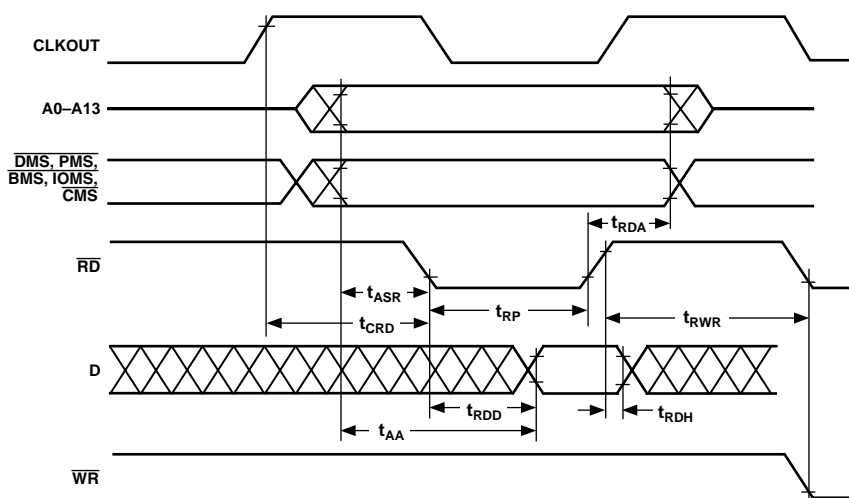 CLKOUT
A0–A13
DMS, PMS,
BMS, IOMS,
CMS
tRDA
RD
tASR
tRP
tCRD
tRWR
D
tRDD
tRDH
tAA
WR